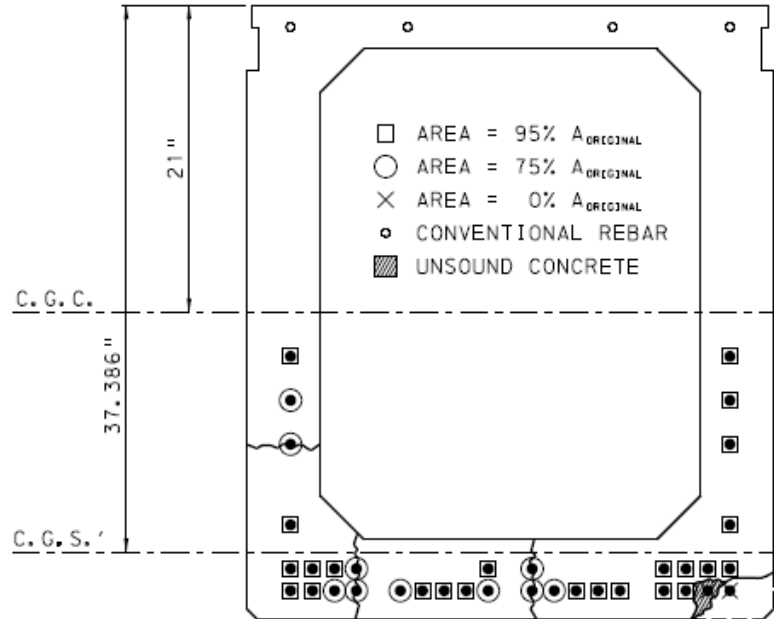 21"
37.386"
AREA = 95% A ORIGINAL
AREA = 75% A ORIGINAL
AREA = 0% A ORIGINAL
CONVENTIONAL REBAR
UNSOUND CONCRETE
C.G.C.
C.G.S.'